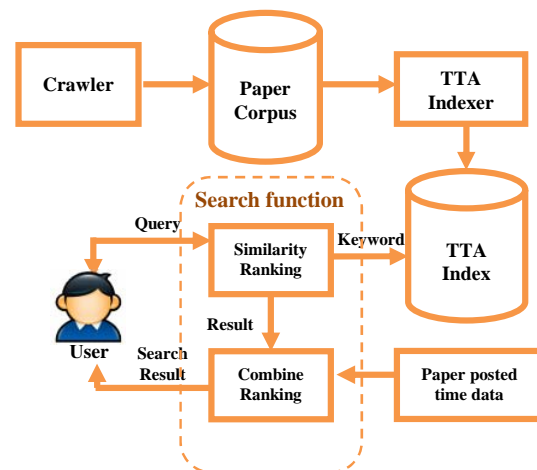 Crawler
Paper
Corpus
TTA
Indexer
Search function
Query
Similarity
Ranking
Keyword
TTA
Index
User
Result
Search
Result
Combine
Ranking
Paper posted
time data